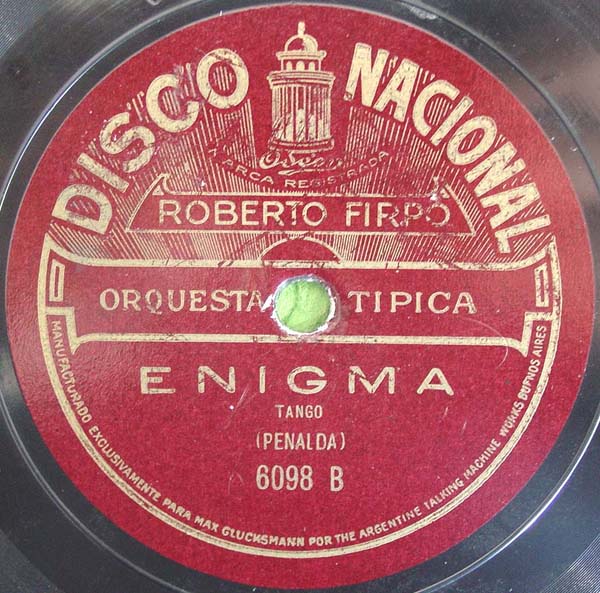 DISCO NACIONAL
Odeon
MARCA REGISTRADA
ROBERTO FIRPO
ORQUESTA TIPICA
ENIGMA
TANGO
(PENALDA)
6098 B
MANUFACTURADO EXCLUSIVAMENTE PARA MAX GLUCKSMANN POR THE ARGENTINE TALKING MACHINE WORKS BUENOS AIRES